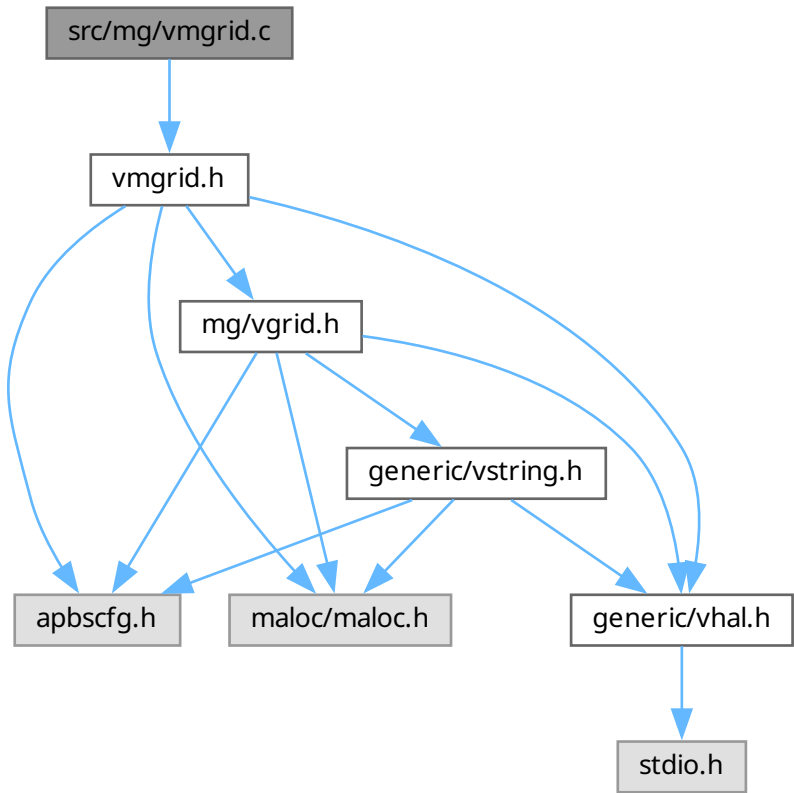 src/mg/vmgrid.c
vmgrid.h
mg/vgrid.h
generic/vstring.h
apbscfg.h
maloc/maloc.h
generic/vhal.h
stdio.h